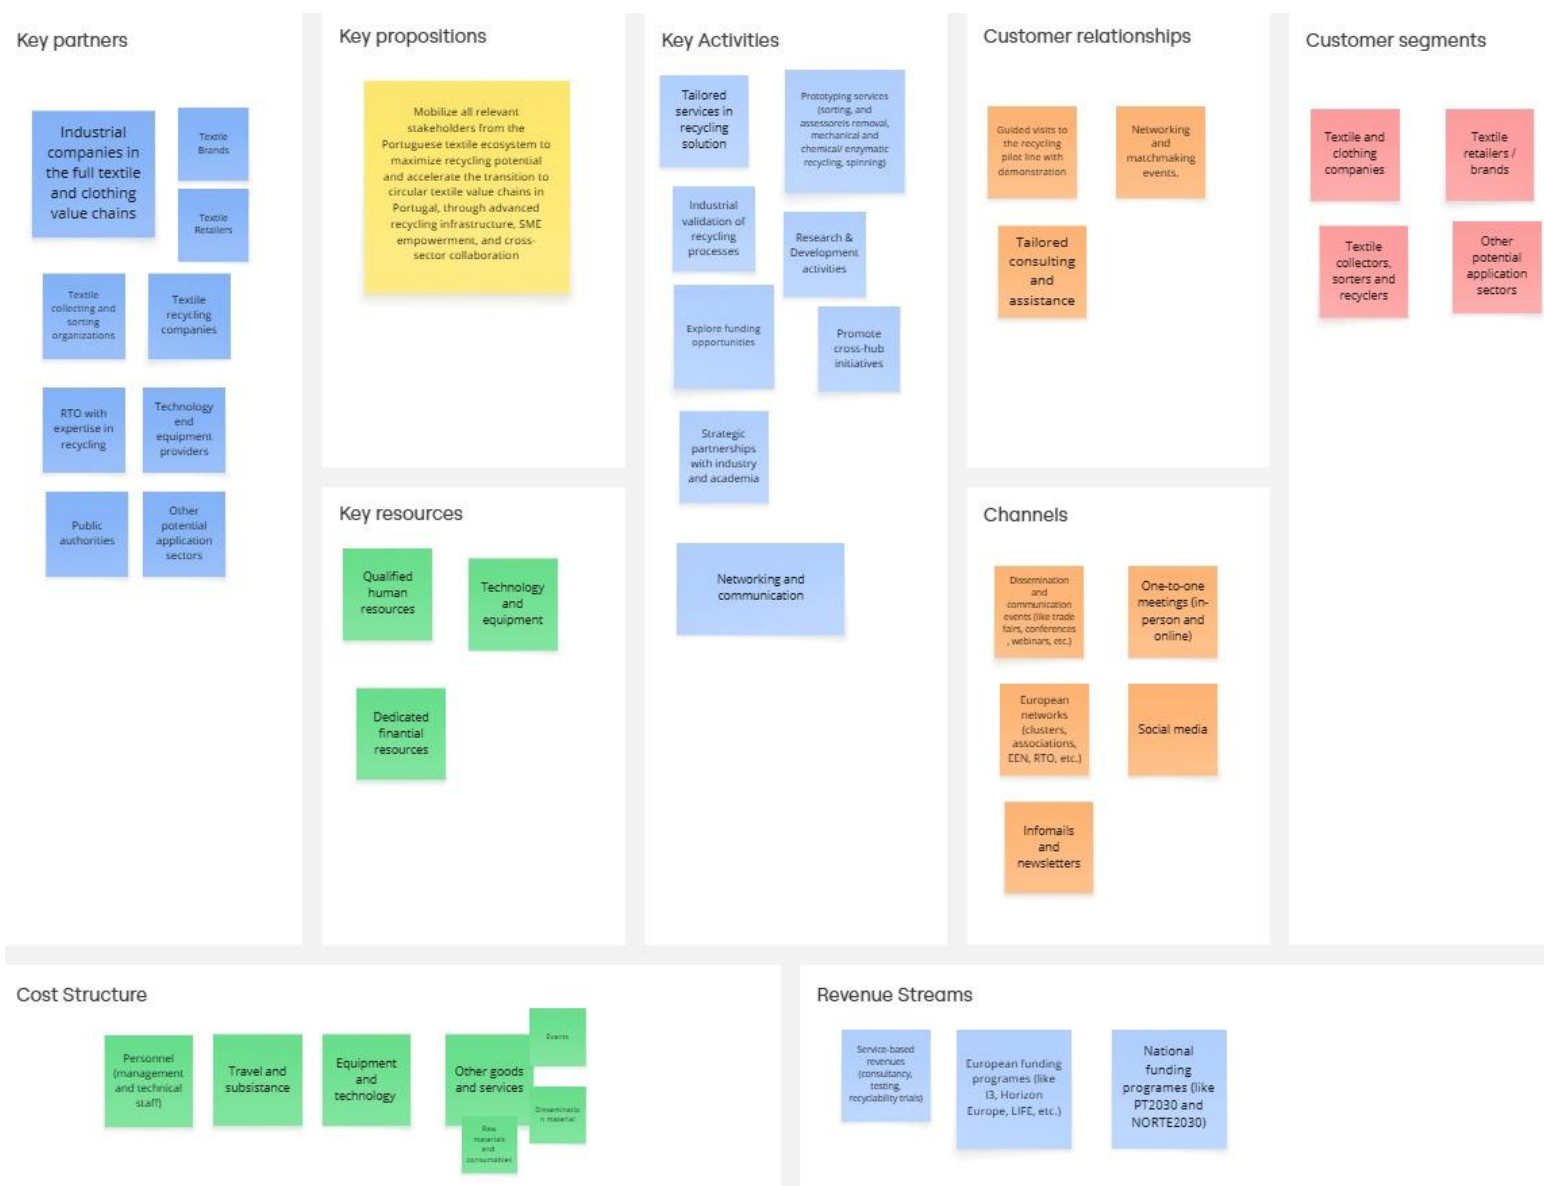 Key partners
Industrial
companies in
the full textile
and clothing
value chains
Textile
Brands
Textile
Retailers
Textile
collecting and
sorting
organizations
Textile
recycling
companies
RTO with
expertise in
recycling
Technology
end
equipment
providers
Public
authorities
Other
potential
application
sectors
Key propositions
Mobilize all relevant
stakeholders from the
Portuguese textile ecosystem to
maximize recycling potential
and accelerate the transition to
circular textile value chains in
Portugal, through advanced
recycling infrastructure, SME
empowerment, and cross-
sector collaboration
Key resources
Qualified
human
resources
Technology
and
equipment
Dedicated
finantial
resources
Key Activities
Tailored
services in
recycling
solution
Prototyping services
(sorting, and
assessoreis removal,
mechanical and
chemical/ enzymatic
recycling, spinning)
Industrial
validation of
recycling
processes
Research &
Development
activities
Explore funding
opportunities
Promote
cross-hub
initiatives
Strategic
partnerships
with industry
and academia
Networking and
communication
Customer relationships
Guided visits to
the recycling
pilot line with
demonstration
Networking
and
matchmaking
events.
Tailored
consulting
and
assistance
Channels
Dissemination
and
communication
events (like trade
fairs, conferences
, webinars, etc.)
One-to-one
meetings (in-
person and
online)
European
networks
(clusters,
associations,
EEN, RTO, etc.)
Social media
Infomails
and
newsletters
Customer segments
Textile and
clothing
companies
Textile
retailers /
brands
Textile
collectors,
sorters and
recyclers
Other
potential
application
sectors
Cost Structure
Personnel
(management
and technical
staff)
Travel and
subsistance
Equipment
and
technology
Other goods
and services
Events
Disseminatio
n material
Raw
materials
and
consumables
Revenue Streams
Service-based
revenues
(consultancy,
testing,
recyclability trials)
European funding
programes (like
I3, Horizon
Europe, LIFE, etc.)
National
funding
programes (like
PT2030 and
NORTE2030)